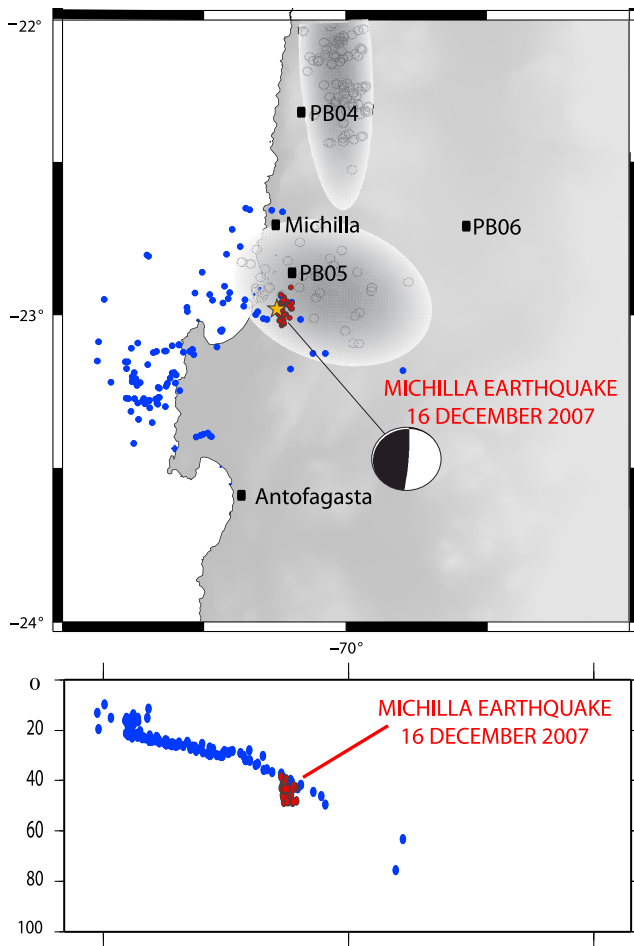 −22°
PB04
Michilla
PB06
PB05
−23°
MICHILLA EARTHQUAKE
16 DECEMBER 2007
Antofagasta
−24°
−70°
0
MICHILLA EARTHQUAKE
16 DECEMBER 2007
20
40
60
80
100